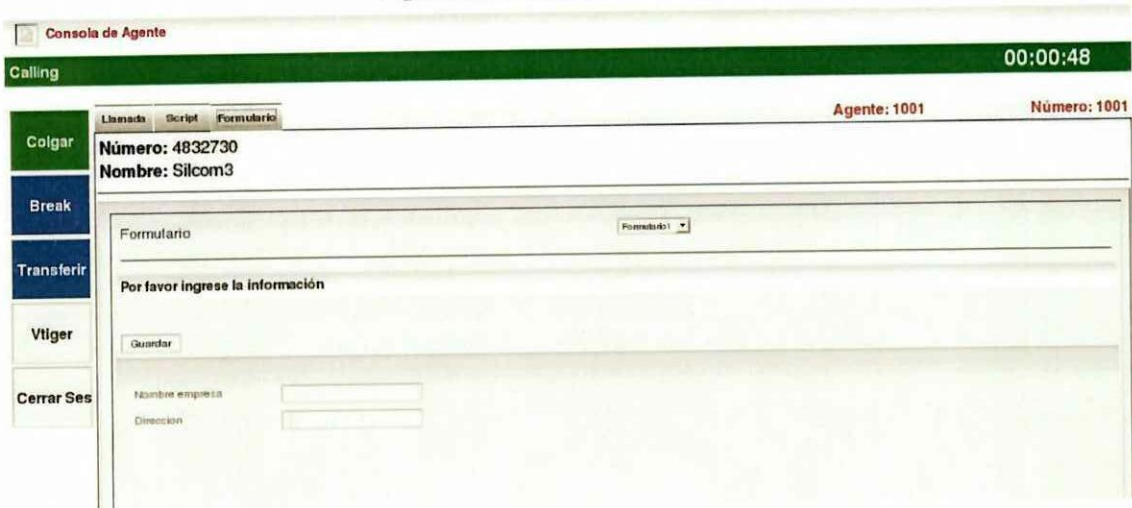 Consola de Agente
Calling 00:00:48
Llamada Script Formulario Agente: 1001 Número: 1001
Colgar
Número: 4832730
Nombre: Silcom3
Break
Formulario Formulario1
Transferir
Por favor ingrese la información
Vtiger
Guardar
Cerrar Ses
Nombre empresa
Direccion